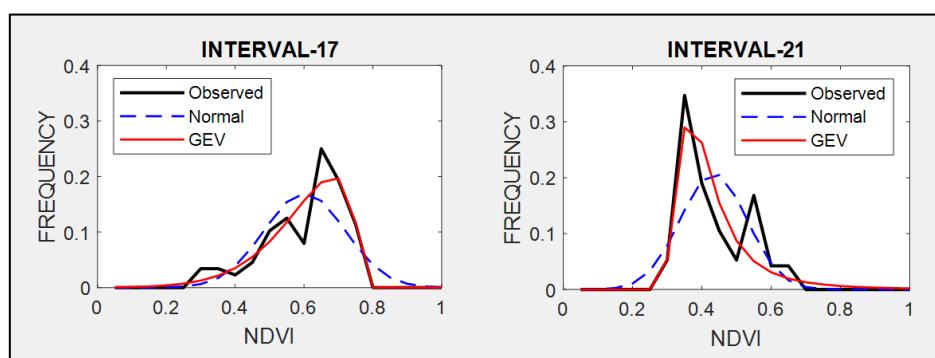 INTERVAL-17
0.4
0.3
0.2
0.1
0
FREQUENCY
Observed
Normal
GEV
0 0.2 0.4 0.6 0.8 1
NDVI
INTERVAL-21
0.4
0.3
0.2
0.1
0
FREQUENCY
Observed
Normal
GEV
0 0.2 0.4 0.6 0.8 1
NDVI